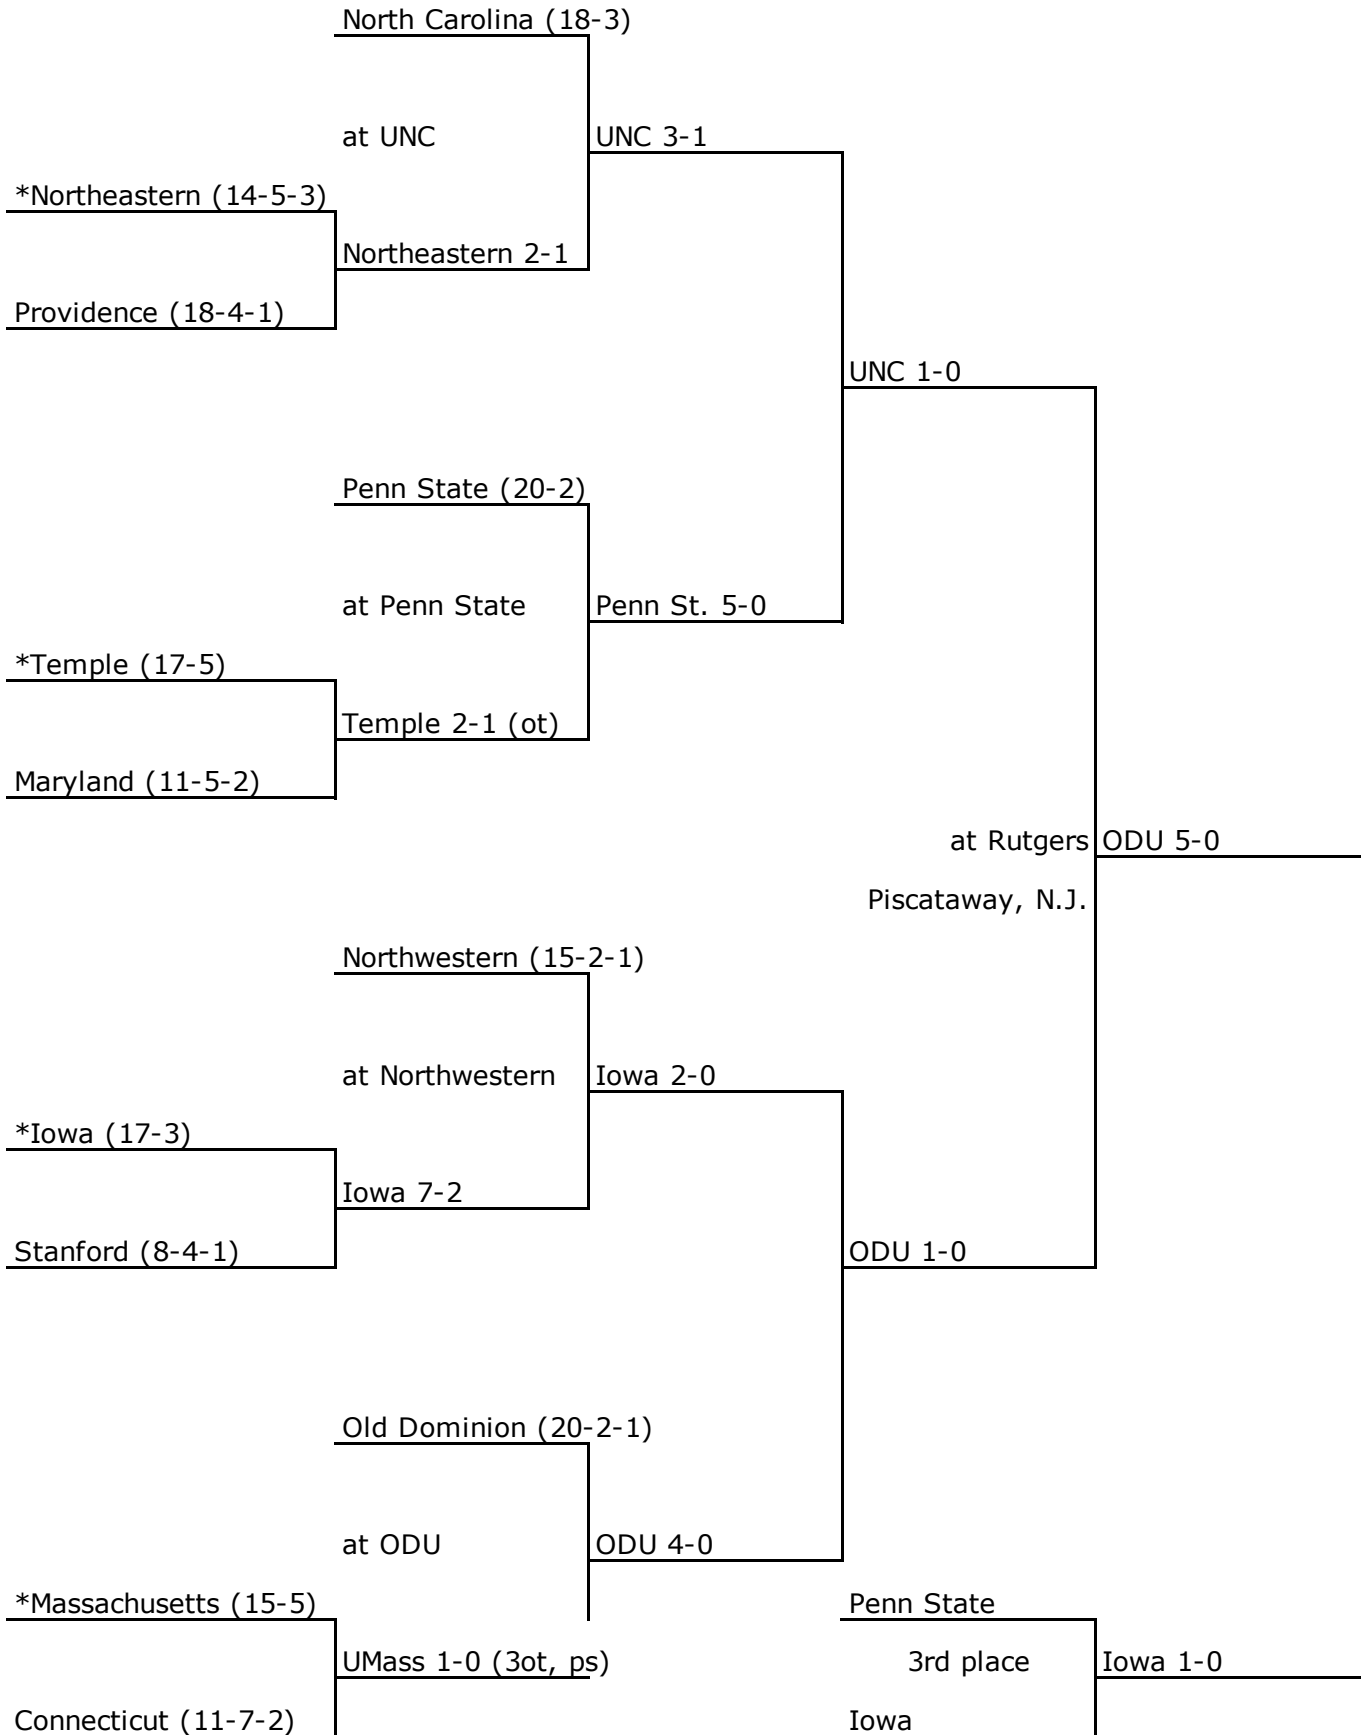 North Carolina (18-3)
at UNC
UNC 3-1
*Northeastern (14-5-3)
Northeastern 2-1
Providence (18-4-1)
UNC 1-0
Penn State (20-2)
at Penn State
Penn St. 5-0
*Temple (17-5)
Temple 2-1 (ot)
Maryland (11-5-2)
at Rutgers
ODU 5-0
Piscataway, N.J.
Northwestern (15-2-1)
at Northwestern
Iowa 2-0
*Iowa (17-3)
Iowa 7-2
Stanford (8-4-1)
ODU 1-0
Old Dominion (20-2-1)
at ODU
ODU 4-0
*Massachusetts (15-5)
Penn State
UMass 1-0 (3ot, ps)
3rd place
Iowa 1-0
Connecticut (11-7-2)
Iowa